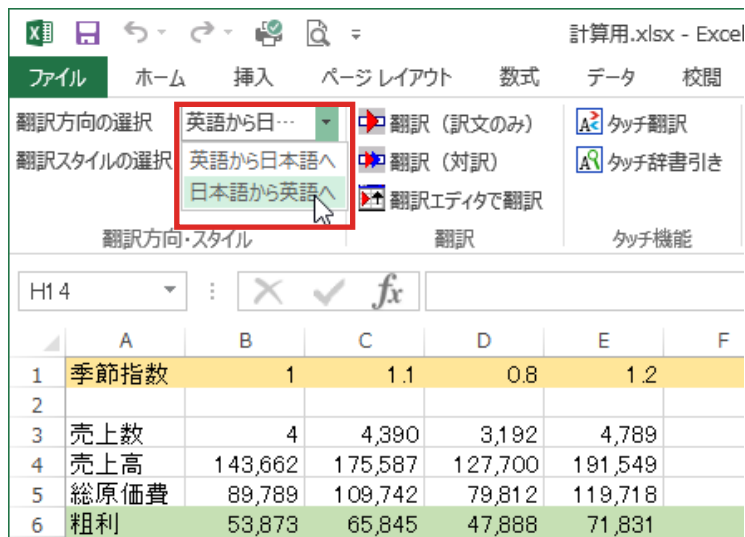 計算用.xlsx - Excel
ファイル ホーム 挿入 ページ レイアウト 数式 データ 校閲
翻訳方向の選択 英語から日… 翻訳（訳文のみ） タッチ翻訳
翻訳スタイルの選択 英語から日本語へ 翻訳（対訳） タッチ辞書引き
日本語から英語へ 翻訳エディタで翻訳
翻訳方向・スタイル 翻訳 タッチ機能
H14 fx
A B C D E F
1 季節指数 1 1.1 0.8 1.2
2
3 売上数 4 4,390 3,192 4,789
4 売上高 143,662 175,587 127,700 191,549
5 総原価費 89,789 109,742 79,812 119,718
6 粗利 53,873 65,845 47,888 71,831